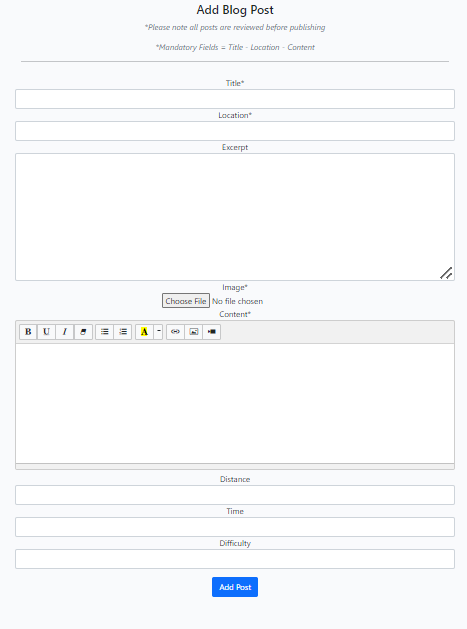 Add Blog Post
*Please note all posts are reviewed before publishing
*Mandatory Fields = Title - Location - Content
Title*
Location*
Excerpt
Image*
Choose File No file chosen
Content*
B U I A
Distance
Time
Difficulty
Add Post